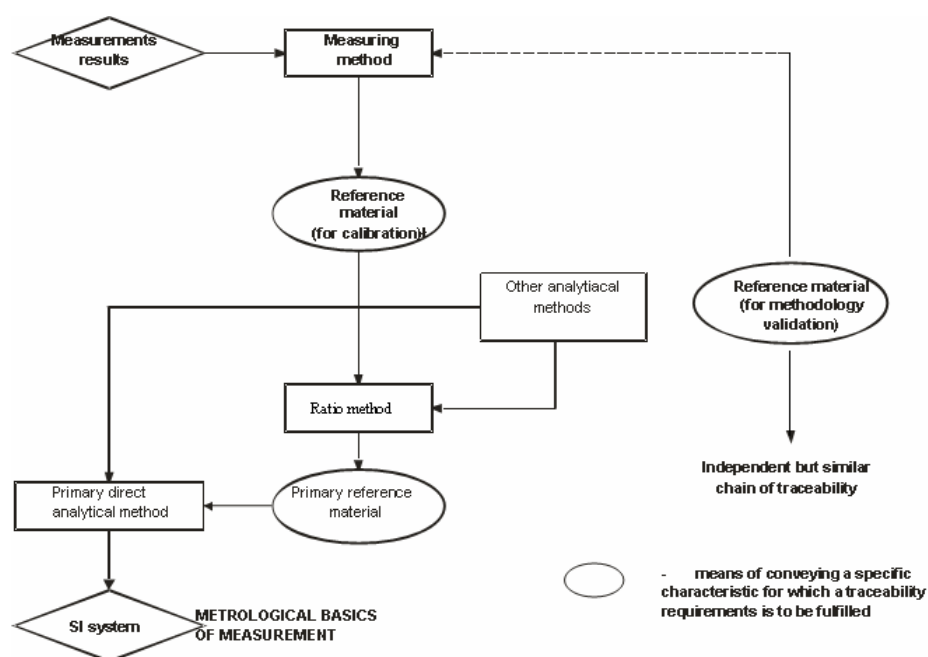 Measurements
results
Measuring
method
Reference
material
(for calibration)
Other analytiacal
methods
Reference material
(for methodology
validation)
Ratio method
Independent but similar
chain of traceability
Primary direct
analytical method
Primary reference
material
- means of conveying a specific
characteristic for which a traceability
requirements is to be fulfilled
SI system
METROLOGICAL BASICS
OF MEASUREMENT